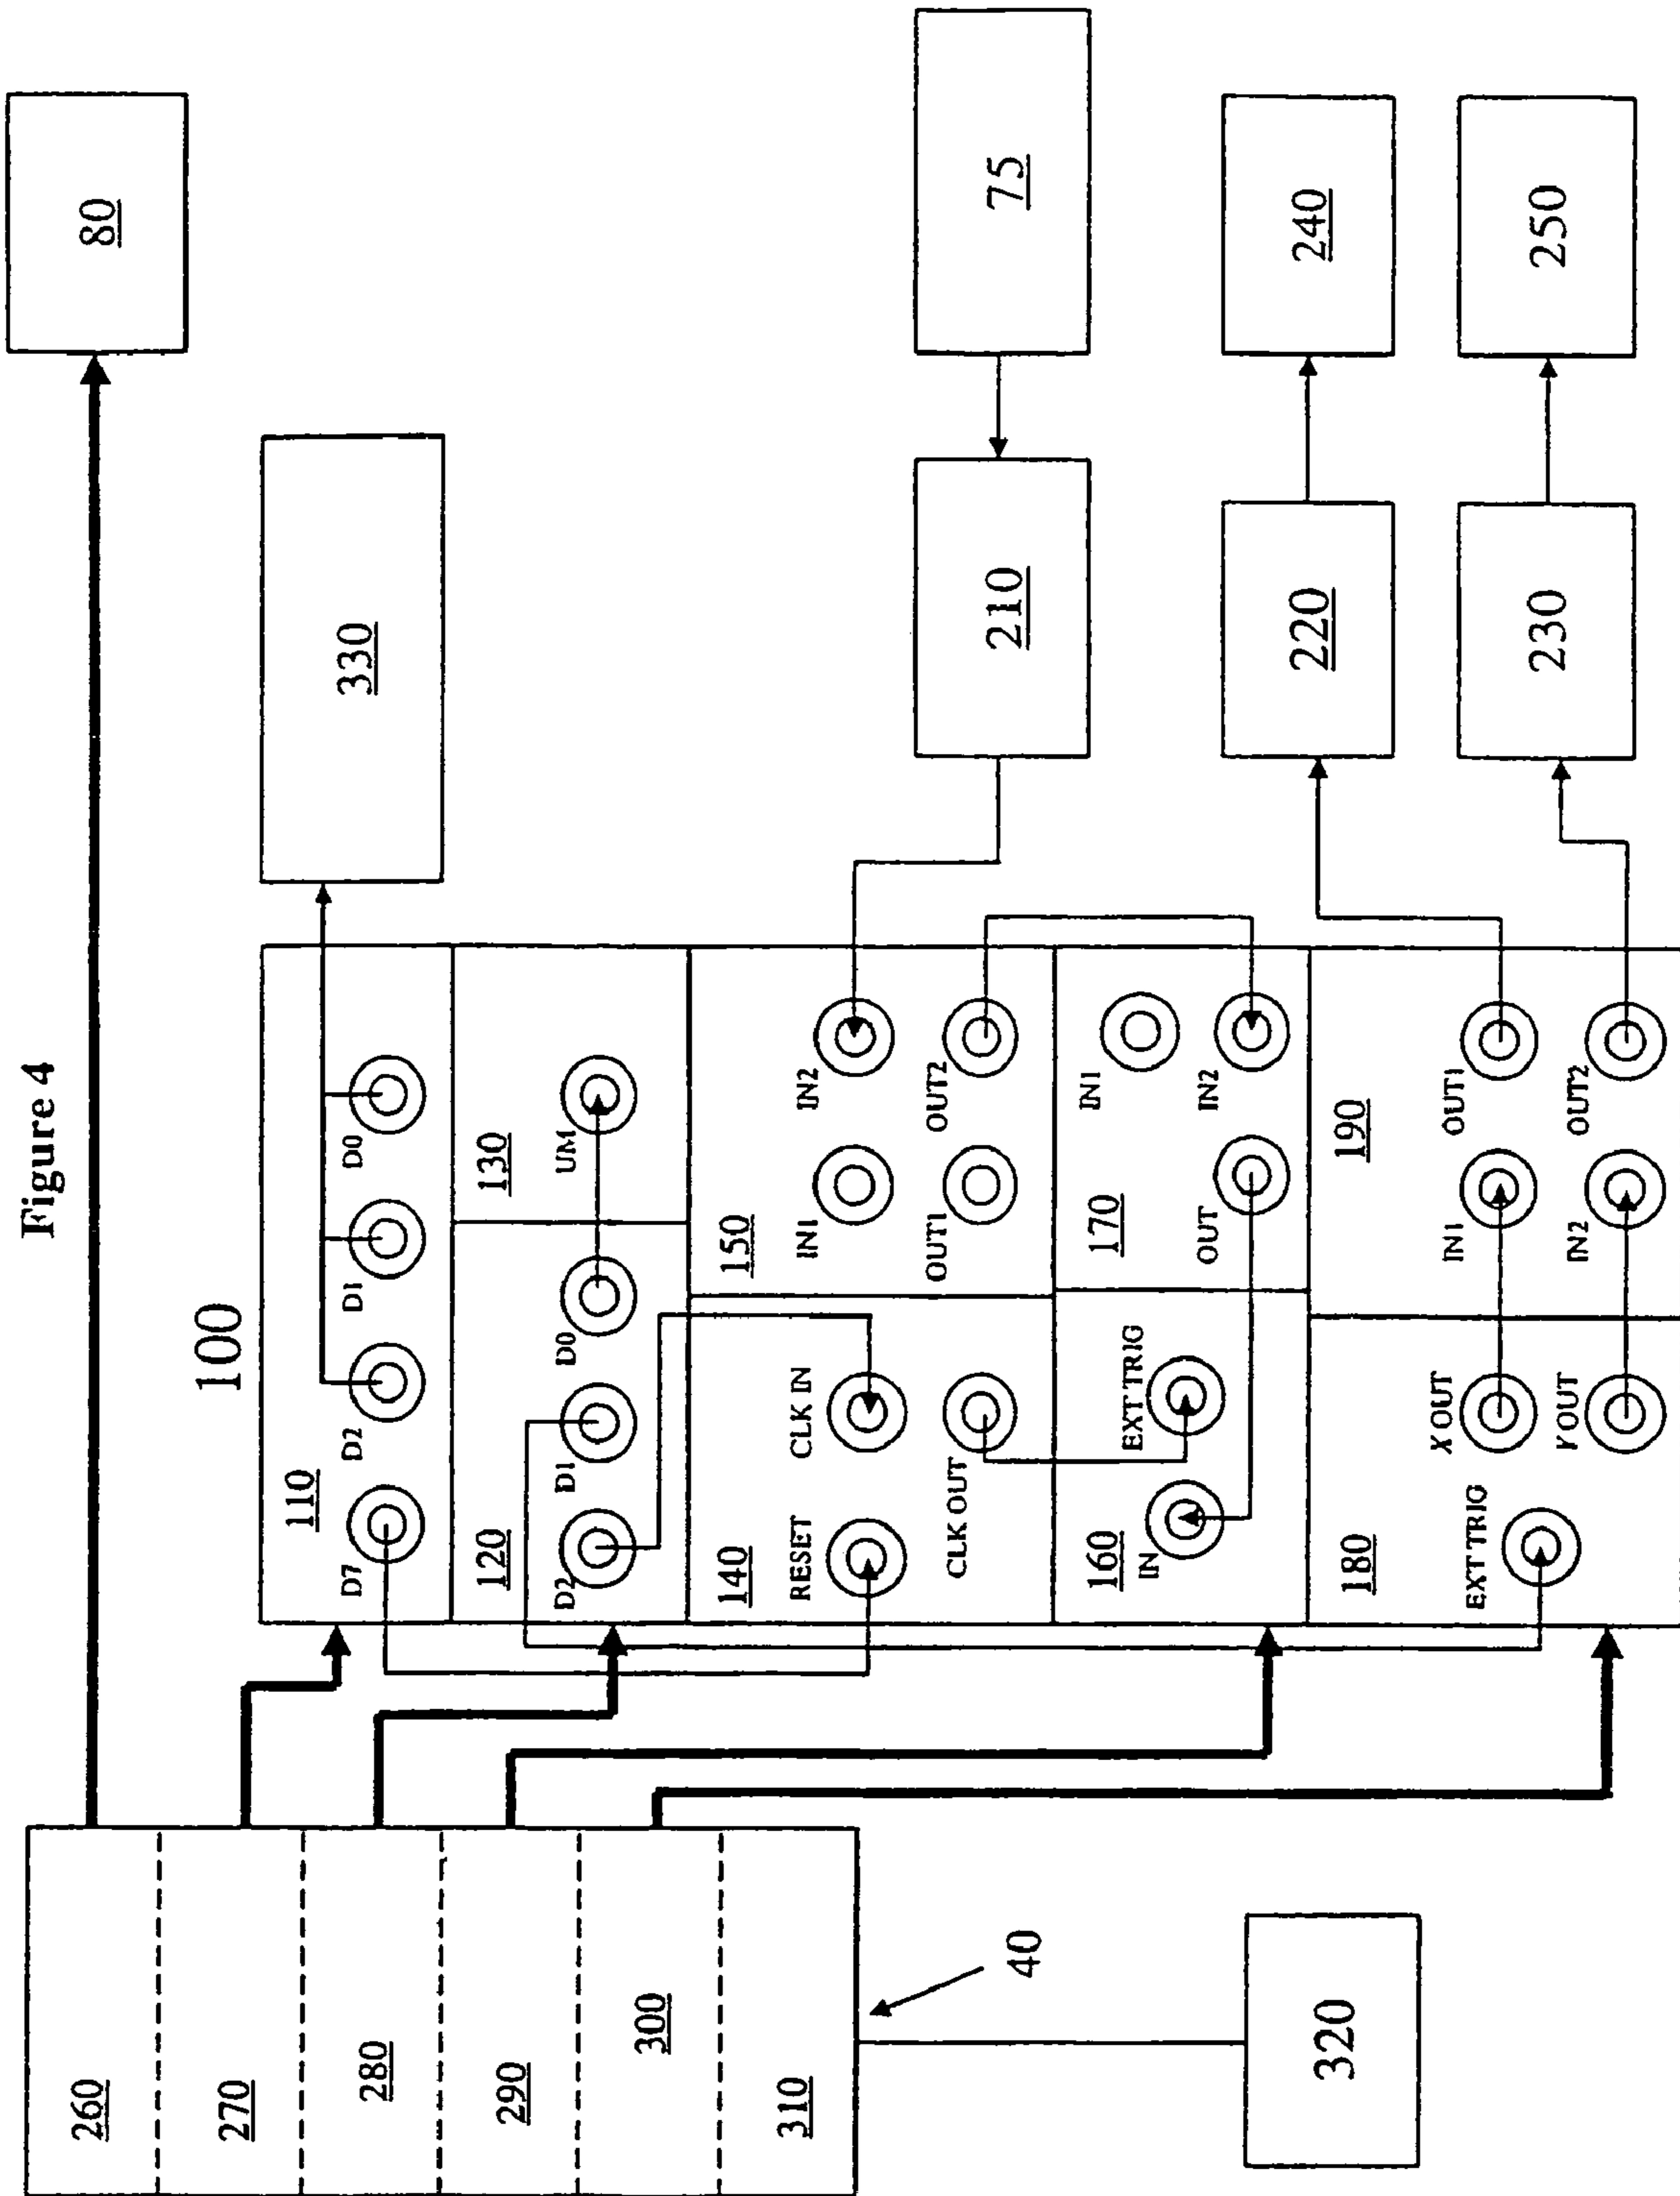 Figure 4
80
330
100
110
D7
D2
D1
D0
120
D2
D1
D0
130
UM
140
RESET
CLK IN
CLK OUT
150
IN1
IN2
OUT1
OUT2
160
IN
EXT TRIG
170
OUT
IN1
IN2
180
EXT TRIG
X OUT
Y OUT
190
IN1
OUT1
IN2
OUT2
75
210
220
240
230
250
260
270
280
290
300
310
40
320